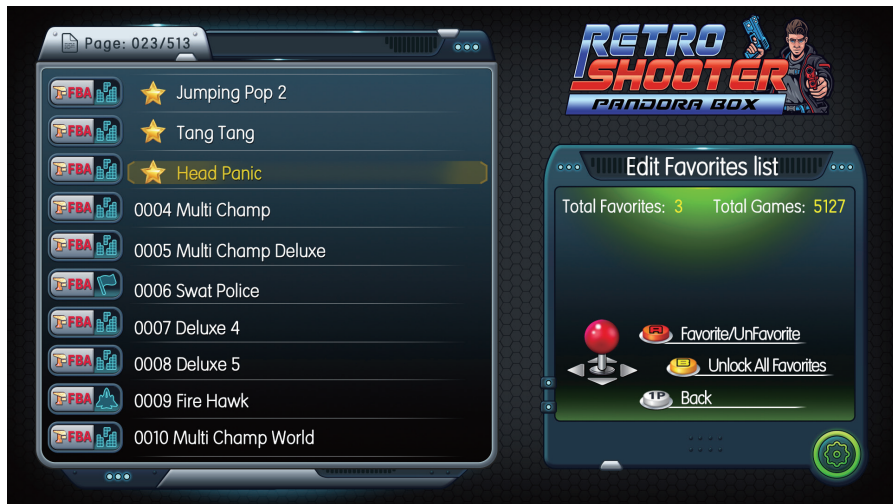 Page: 023/513
FBA Jumping Pop 2
FBA Tang Tang
FBA Head Panic
FBA 0004 Multi Champ
FBA 0005 Multi Champ Deluxe
FBA 0006 Swat Police
FBA 0007 Deluxe 4
FBA 0008 Deluxe 5
FBA 0009 Fire Hawk
FBA 0010 Multi Champ World
RETRO
SHOOTER
PANDORA BOX
Edit Favorites list
Total Favorites: 3 Total Games: 5127
A Favorite/UnFavorite
B Unlock All Favorites
1P Back